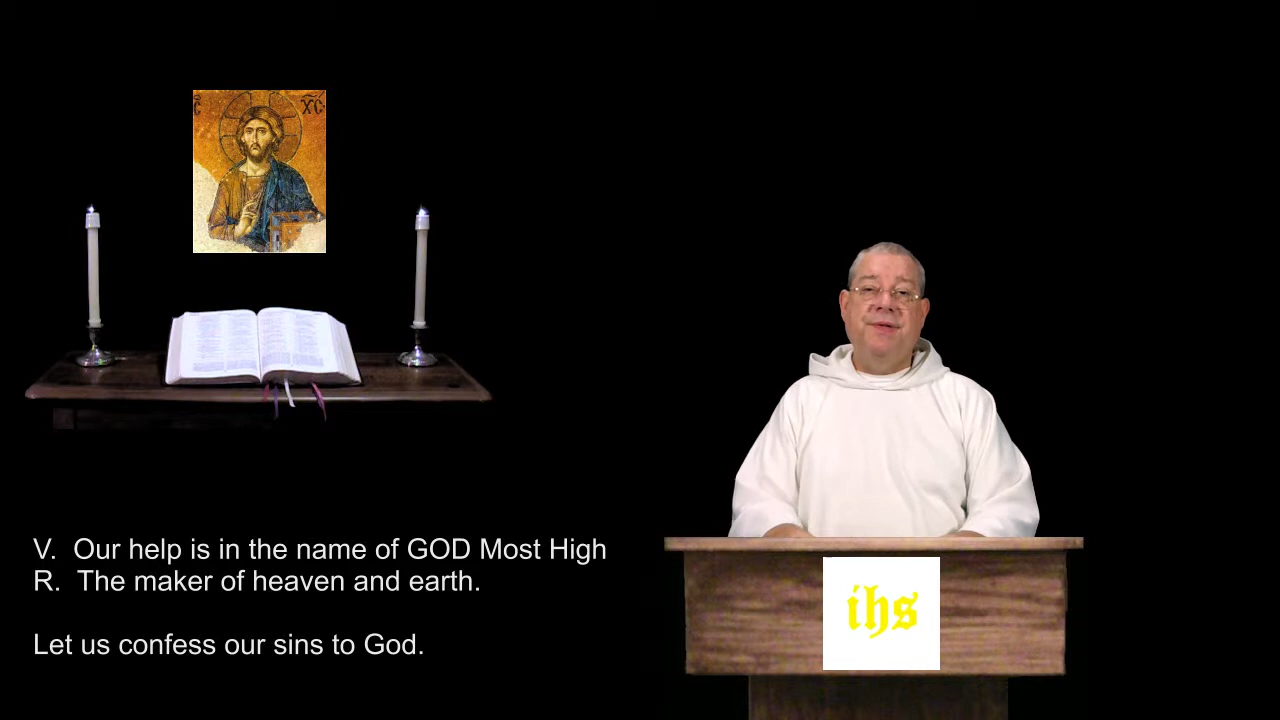 ΧC
V.  Our help is in the name of GOD Most High
R.  The maker of heaven and earth.
Let us confess our sins to God.
ihs